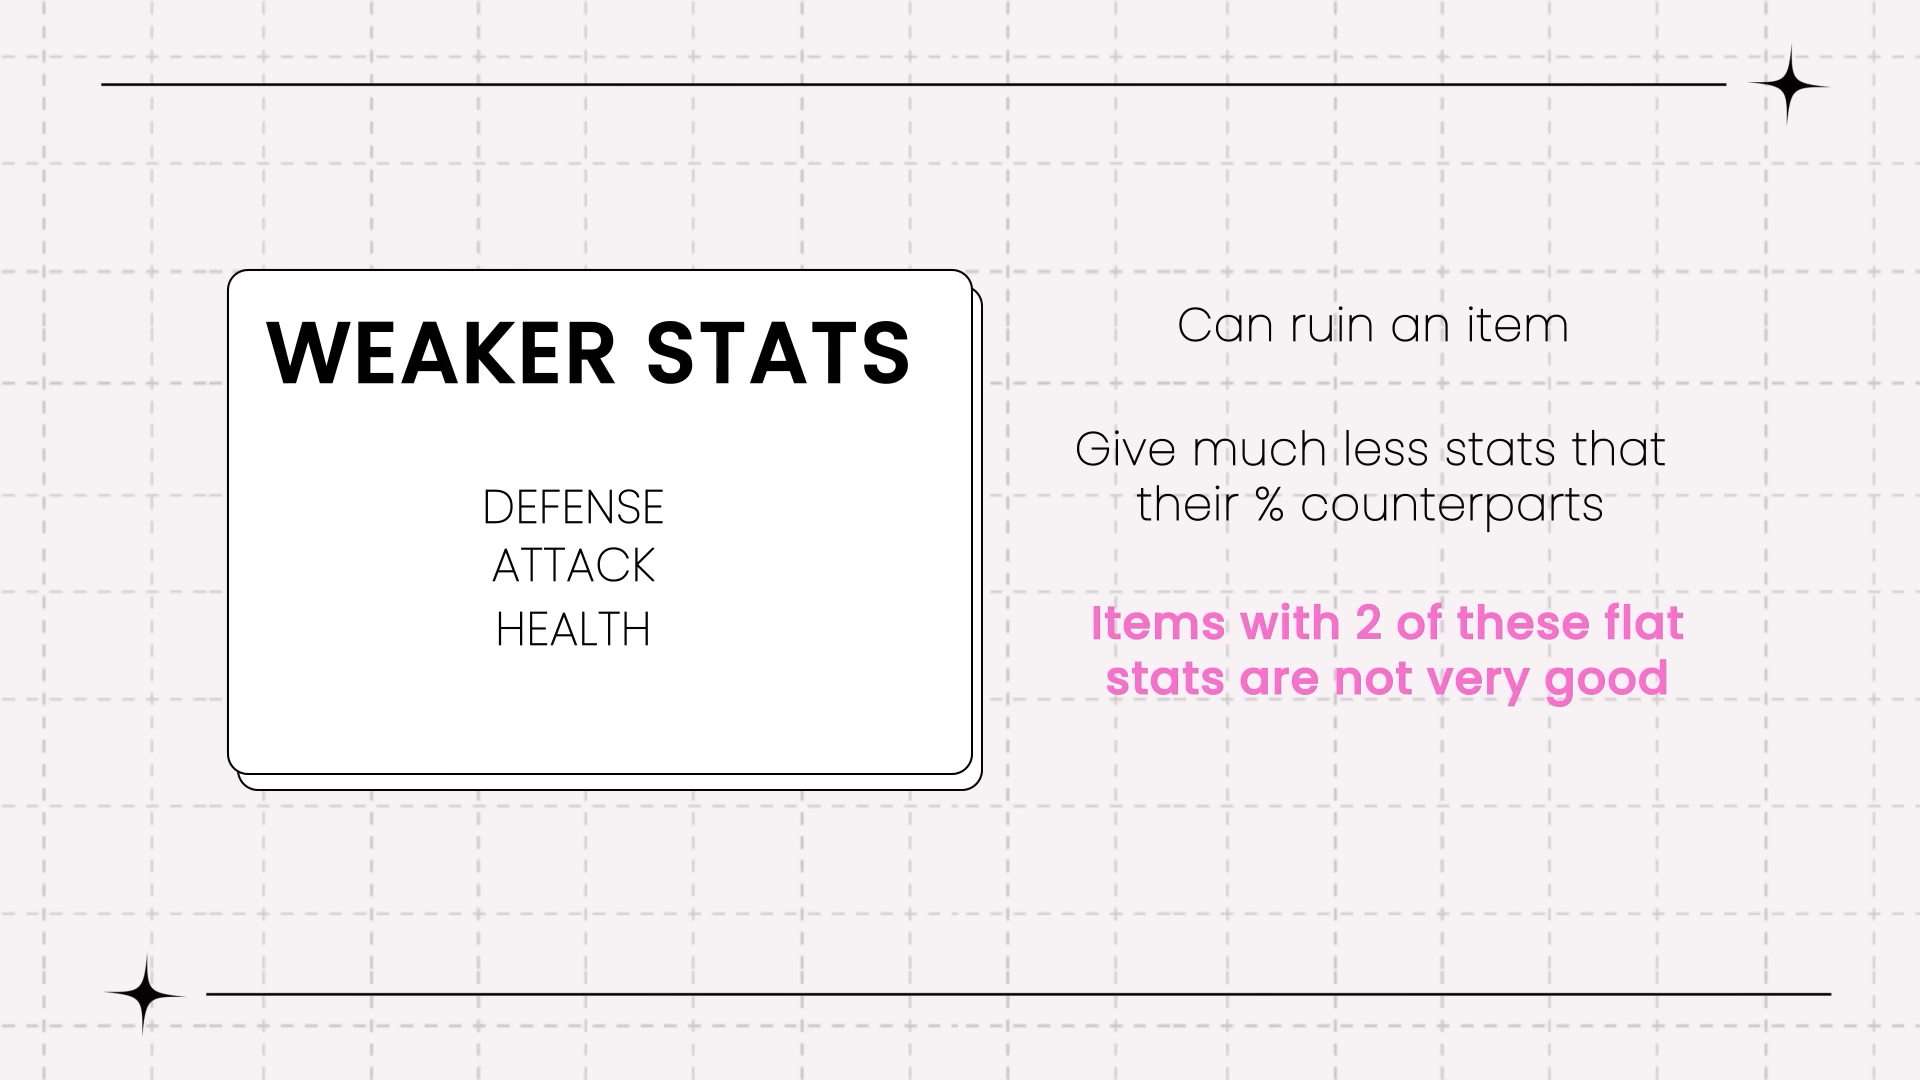 WEAKER STATS
DEFENSE
ATTACK
HEALTH
Can ruin an item
Give much less stats that
their % counterparts
Items with 2 of these flat
stats are not very good